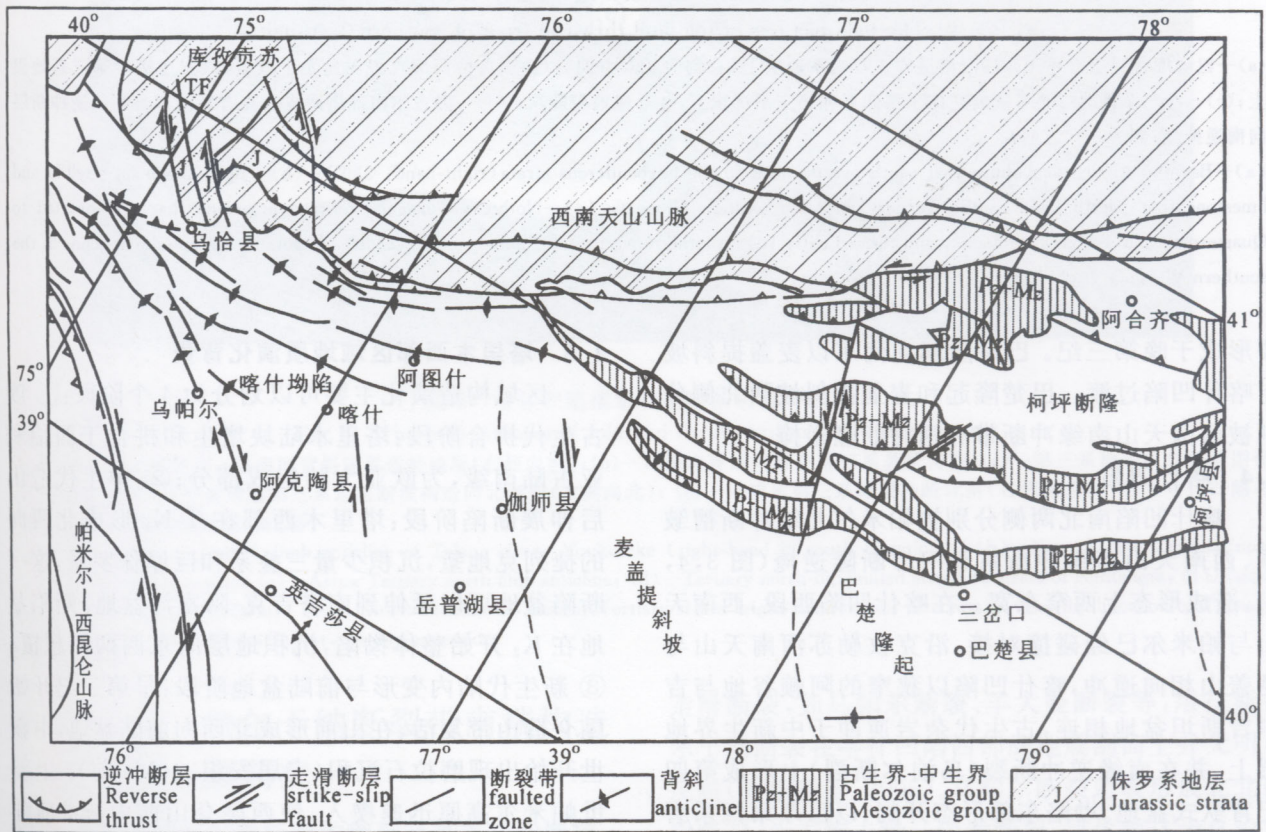 40°
75°
76°
77°
78°
库孜贡苏
TF
J
J
J
西南天山山脉
乌恰县
Pz-Mz
阿合齐
41°
Pz-Mz
75°
阿图什
喀什坳陷
柯坪断隆
39°
乌帕尔
喀什
Pz-Mz
Pz-Mz
Pz-Mz
阿克陶县
伽师县
柯坪县
Pz-Mz
Pz-Mz
帕米尔-西昆仑山脉
麦盖提斜坡
英吉沙县
岳普湖县
巴楚隆起
三岔口
巴楚县
40°
76°
77°
39°
78°
79°
逆冲断层
Reverse
thrust
走滑断层
srtike-slip
fault
断裂带
faulted
zone
背斜
anticline
Pz-Mz
古生界-中生界
Paleozoic group
-Mesozoic group
J
侏罗系地层
Jurassic strata